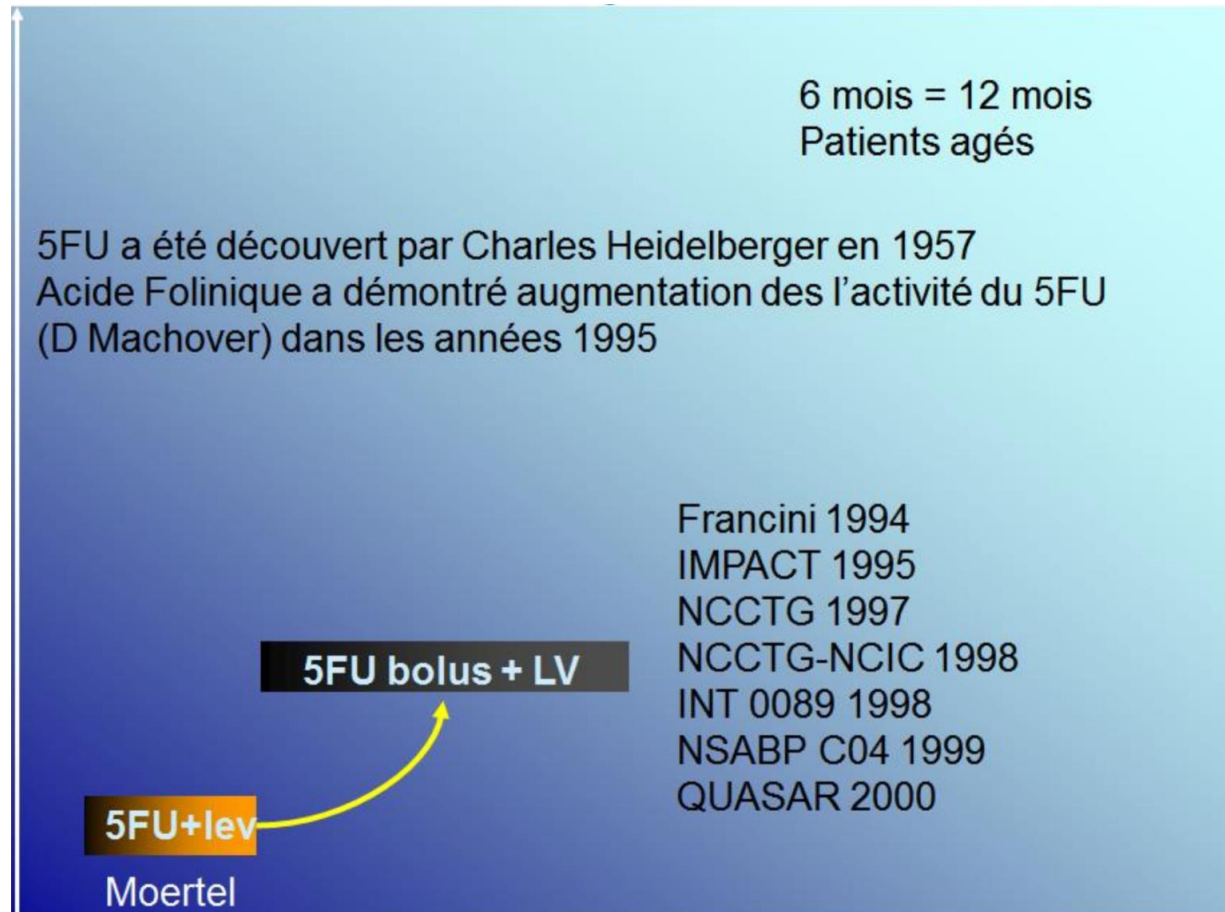 6 mois = 12 mois
Patients agés
5FU a été découvert par Charles Heidelberger en 1957
Acide Folinique a démontré augmentation des l'activité du 5FU
(D Machover) dans les années 1995
Francini 1994
IMPACT 1995
NCCTG 1997
NCCTG-NCIC 1998
INT 0089 1998
NSABP C04 1999
QUASAR 2000
5FU bolus + LV
5FU+lev
Moertel